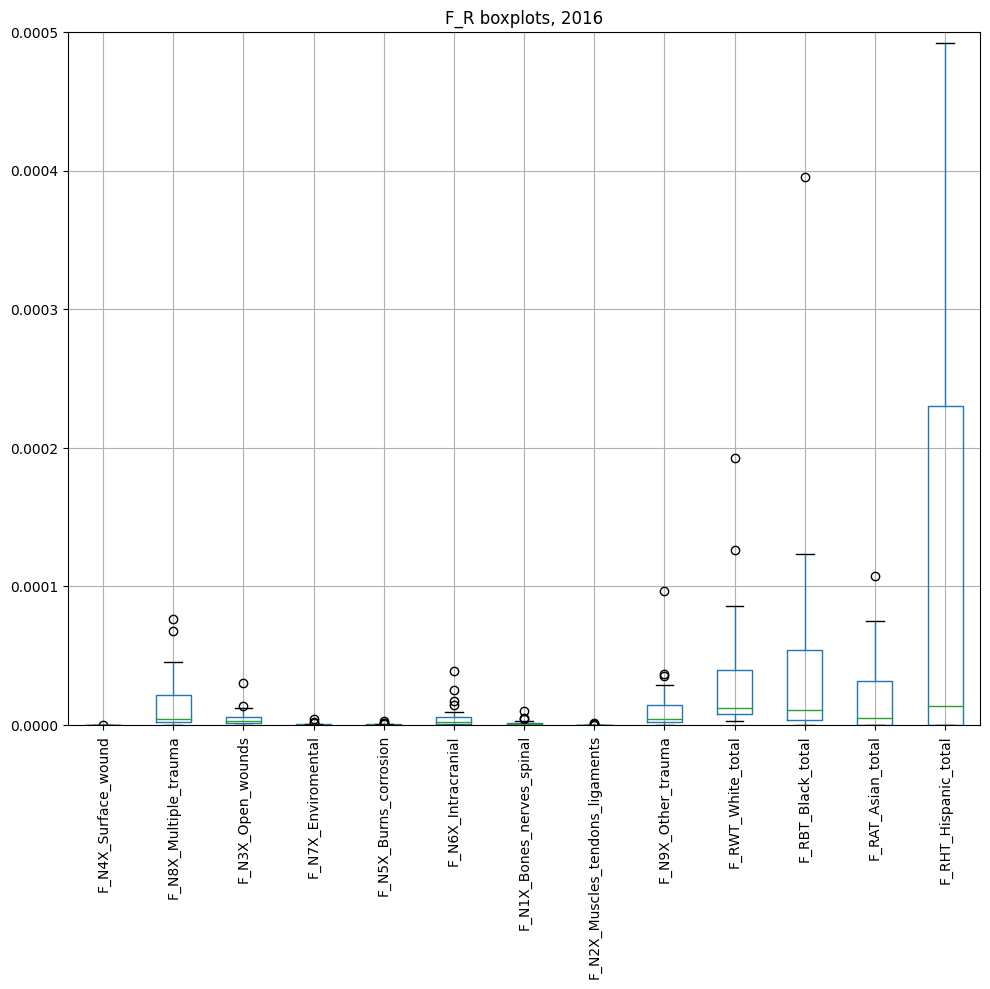 F_R boxplots, 2016
0.0005
0.0004
0.0003
0.0002
0.0001
0.0000
F_N4X_Surface_wound
F_N8X_Multiple_trauma
F_N3X_Open_wounds
F_N7X_Enviromental
F_N5X_Burns_corrosion
F_N6X_Intracranial
F_N1X_Bones_nerves_spinal
F_N2X_Muscles_tendons_ligaments
F_N9X_Other_trauma
F_RWT_White_total
F_RBT_Black_total
F_RAT_Asian_total
F_RHT_Hispanic_total